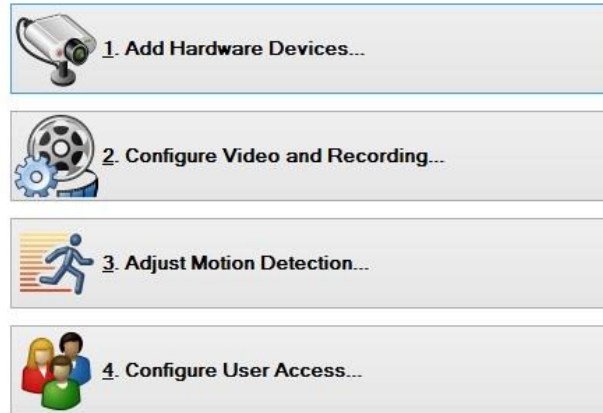 1. Add Hardware Devices...
2. Configure Video and Recording...
3. Adjust Motion Detection...
4. Configure User Access...